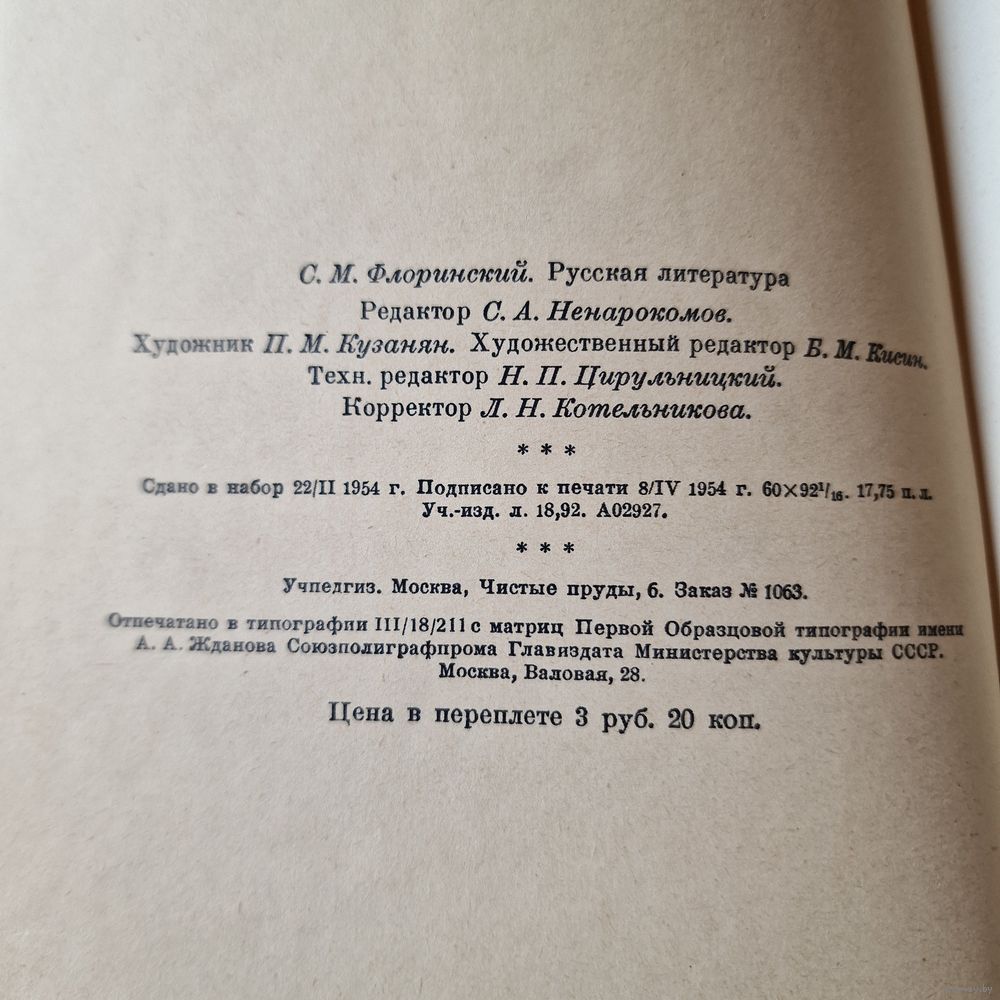 С. М. Флоринский. Русская литература
Редактор С. А. Ненарокомов.
Художник П. М. Кузанян. Художественный редактор Б. М. Кисин.
Техн. редактор Н. П. Цирульницкий.
Корректор Л. Н. Котельникова.
* * *
Сдано в набор 22/II 1954 г. Подписано к печати 8/IV 1954 г. 60×92¹/₁₆. 17,75 п. л.
Уч.-изд. л. 18,92. А02927.
* * *
Учпедгиз. Москва, Чистые пруды, 6. Заказ № 1063.
Отпечатано в типографии III/18/211 с матриц Первой Образцовой типографии имени
А. А. Жданова Союзполиграфпрома Главиздата Министерства культуры СССР.
Москва, Валовая, 28.
Цена в переплете 3 руб. 20 коп.